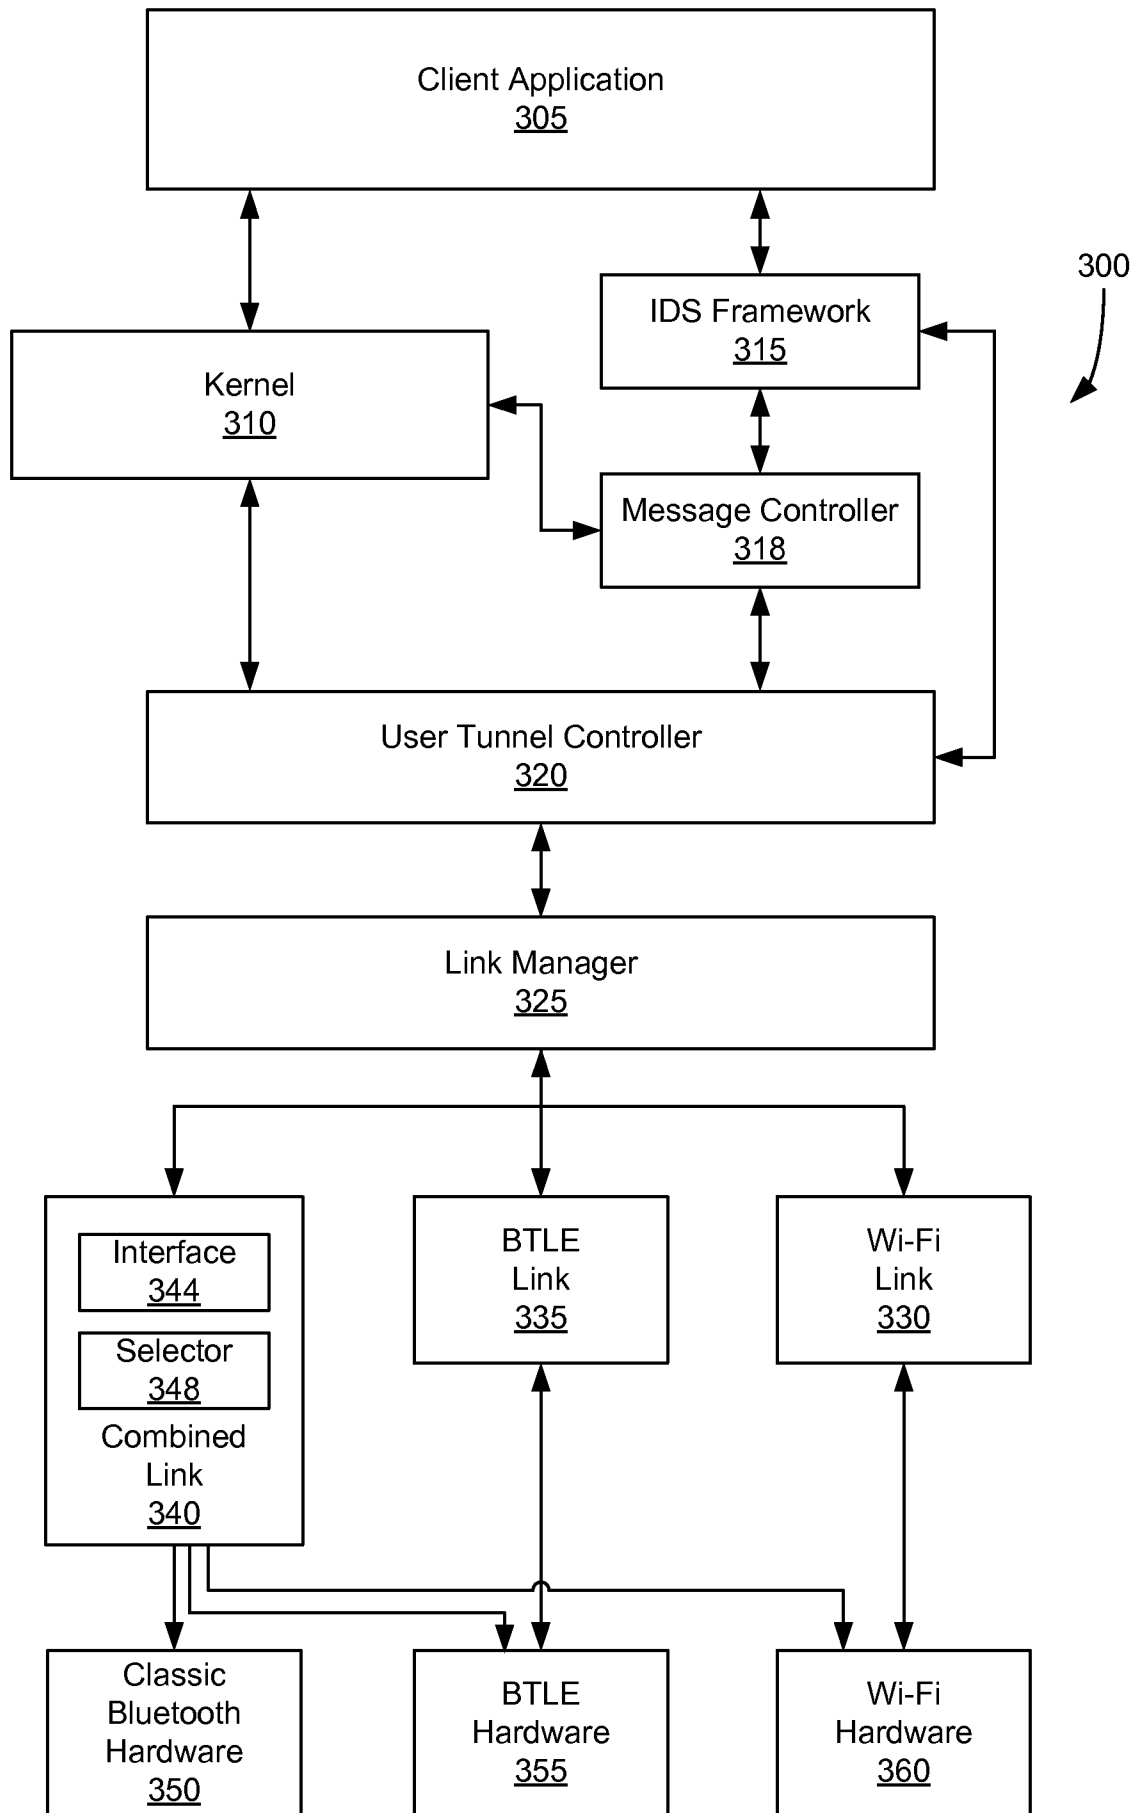 Client Application
305
300
IDS Framework
315
Kernel
310
Message Controller
318
User Tunnel Controller
320
Link Manager
325
Interface
344
Selector
348
Combined
Link
340
BTLE
Link
335
Wi-Fi
Link
330
Classic
Bluetooth
Hardware
350
BTLE
Hardware
355
Wi-Fi
Hardware
360